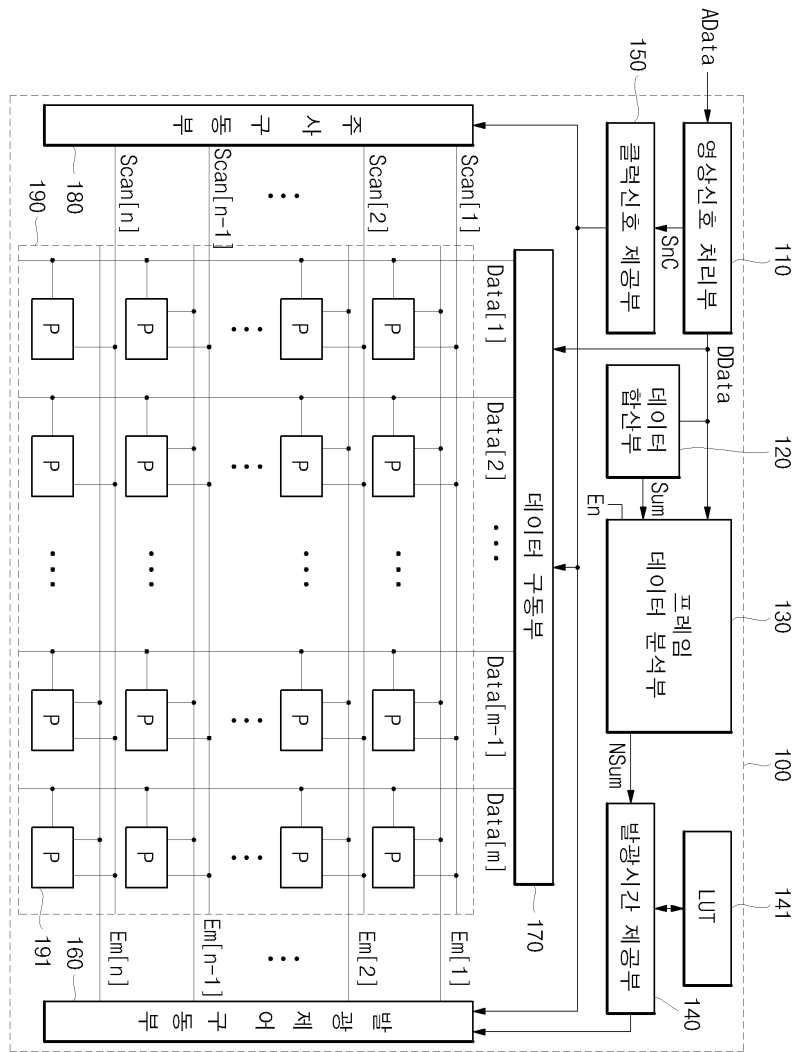 110
120
130
100
141
AData
영상신호 처리부
DData
프레임
데이터 분석부
LUT
SnC
데이터
합산부
Sum
En
NSum
150
클럭신호 제공부
발광시간 제공부
140
데이터 구동부
170
Data[1]
Data[2]
...
Data[m-1]
Data[m]
Scan[1]
Em[1]
P P P P
Scan[2]
Em[2]
P P P P
...
...
Scan[n-1]
Em[n-1]
P P P P
Scan[n]
Em[n]
P P P P
주사 구동부
발광제어 구동부
180
190
191
160